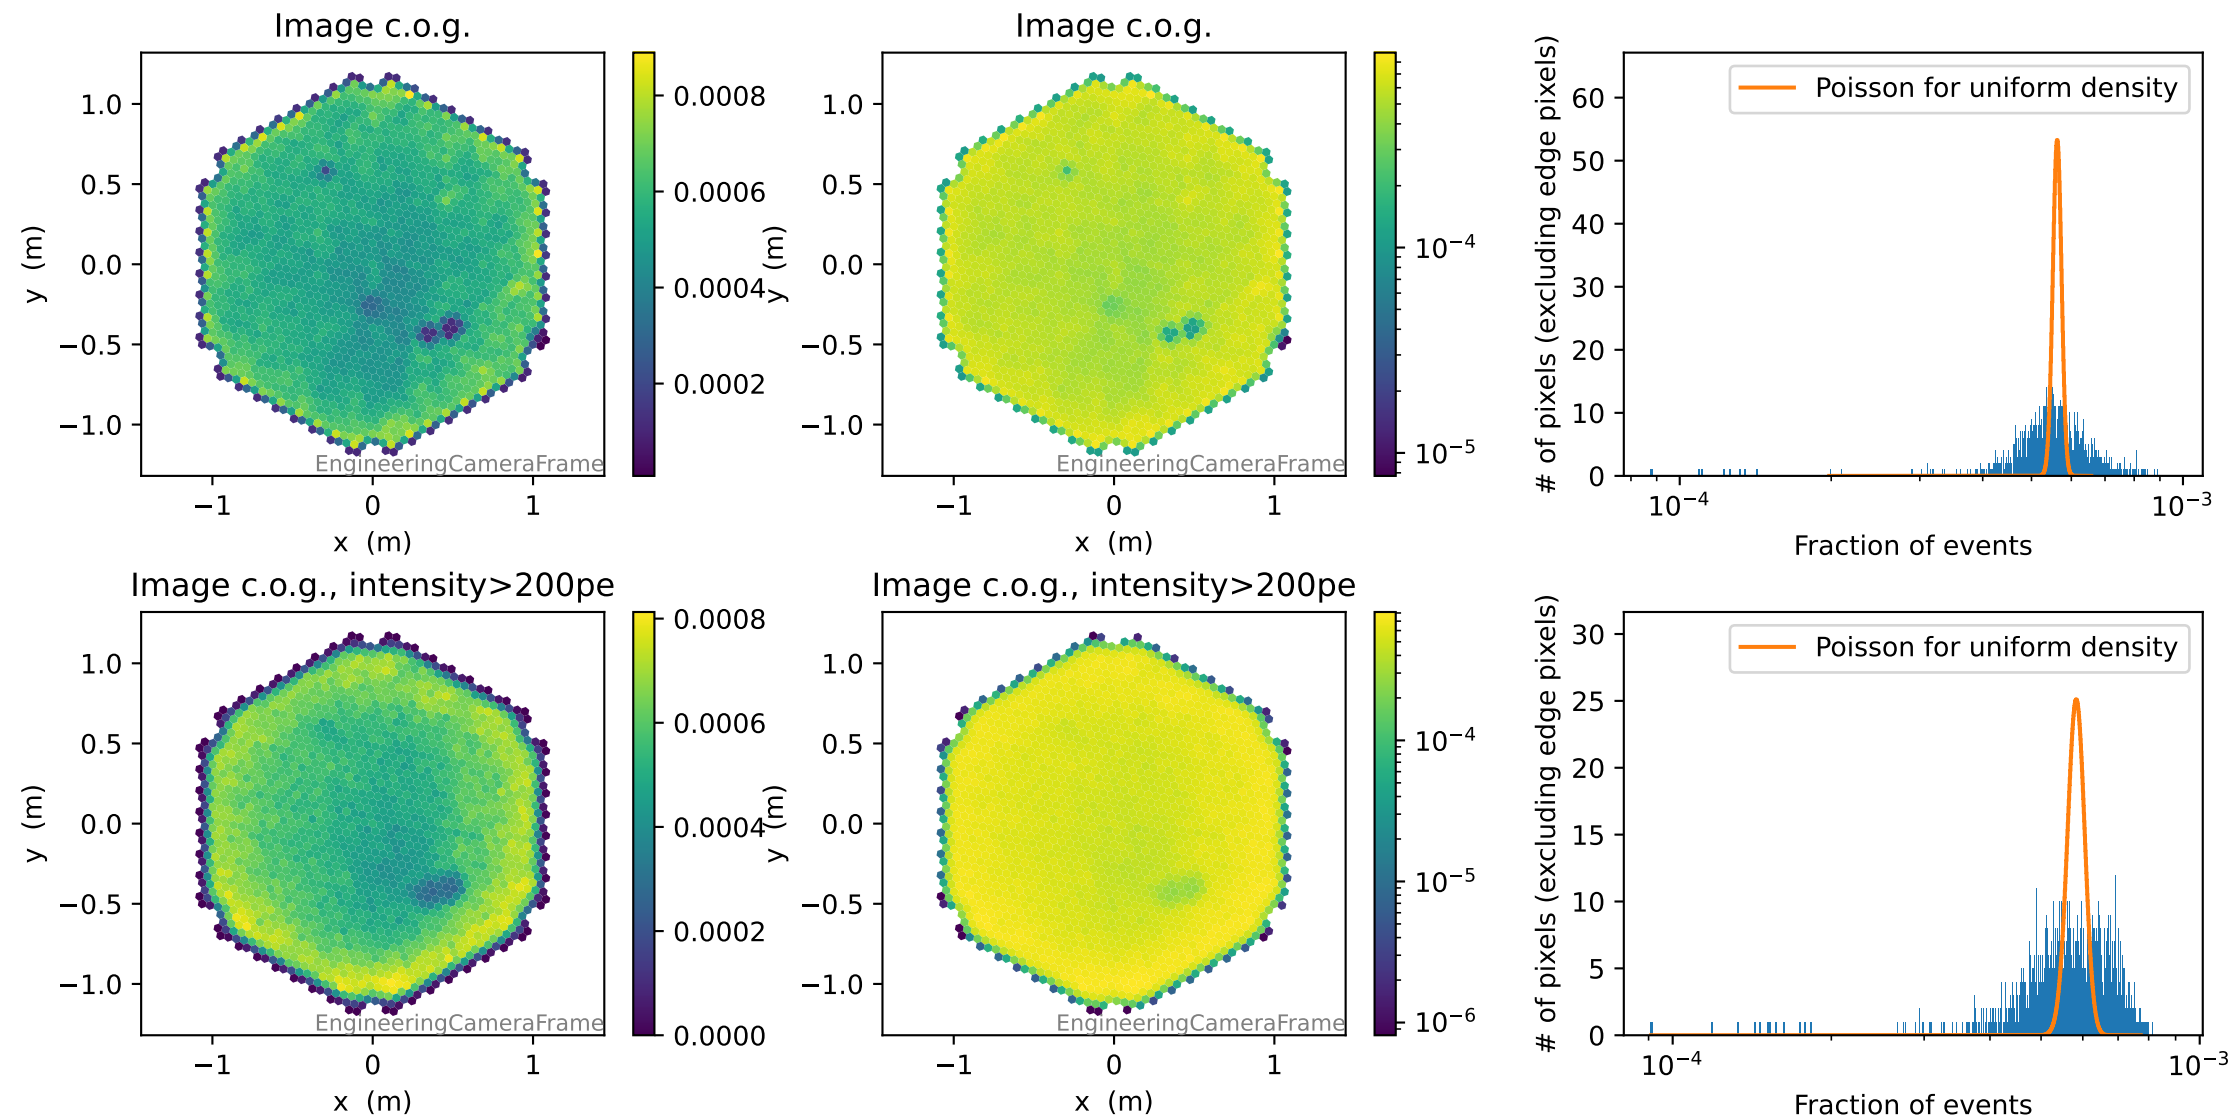 Image c.o.g.
y (m)
1.0
0.5
0.0
−0.5
−1.0
−1
0
1
x (m)
EngineeringCameraFrame
0.0008
0.0006
0.0004
0.0002
Image c.o.g.
y (m)
1.0
0.5
0.0
−0.5
−1.0
−1
0
1
x (m)
EngineeringCameraFrame
10⁻⁴
10⁻⁵
# of pixels (excluding edge pixels)
60
50
40
30
20
10
0
Poisson for uniform density
10⁻⁴
10⁻³
Fraction of events
Image c.o.g., intensity>200pe
y (m)
1.0
0.5
0.0
−0.5
−1.0
−1
0
1
x (m)
EngineeringCameraFrame
0.0008
0.0006
0.0004
0.0002
0.0000
Image c.o.g., intensity>200pe
y (m)
1.0
0.5
0.0
−0.5
−1.0
−1
0
1
x (m)
EngineeringCameraFrame
10⁻⁴
10⁻⁵
10⁻⁶
# of pixels (excluding edge pixels)
30
25
20
15
10
5
0
Poisson for uniform density
10⁻⁴
10⁻³
Fraction of events